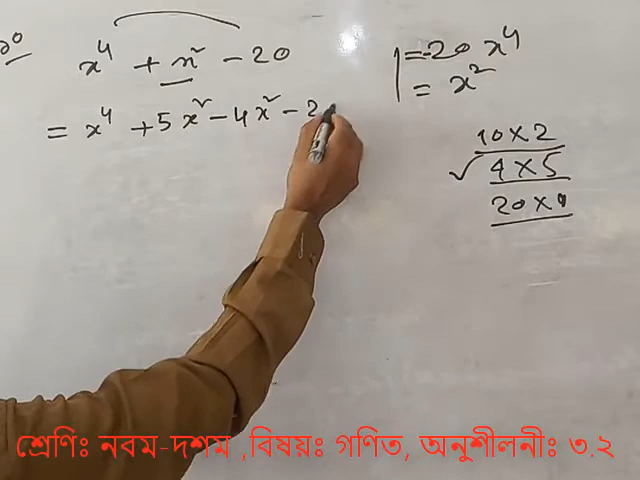 x⁴ + x² - 20
= x⁴ + 5x² - 4x² - 2
= -20 x⁴
= x²
10 × 2
√ 4 × 5
20 × 1
শ্রেণিঃ নবম-দশম ,বিষয়ঃ গণিত, অনুশীলনীঃ ৩.২